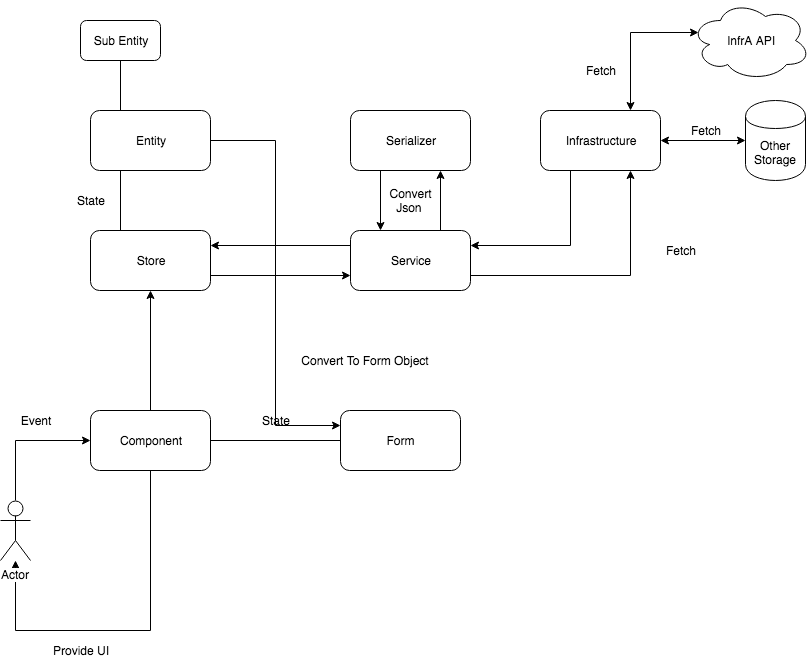 Sub Entity
InfrA API
Fetch
Entity
Serializer
Infrastructure
Fetch
Other
Storage
State
Convert
Json
Store
Service
Fetch
Convert To Form Object
Event
State
Component
Form
Actor
Provide UI